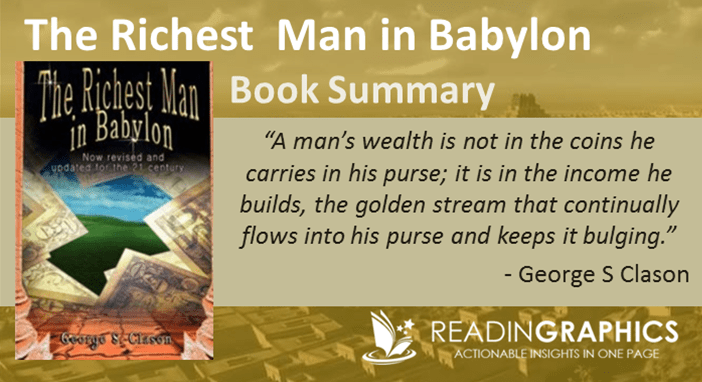 The Richest Man in Babylon
Book Summary
The Richest Man
in Babylon
Now revised and
updated for the 21 century
George S. Clason
“A man’s wealth is not in the coins he
carries in his purse; it is in the income he
builds, the golden stream that continually
flows into his purse and keeps it bulging.”
- George S Clason
READINGRAPHICS
ACTIONABLE INSIGHTS IN ONE PAGE